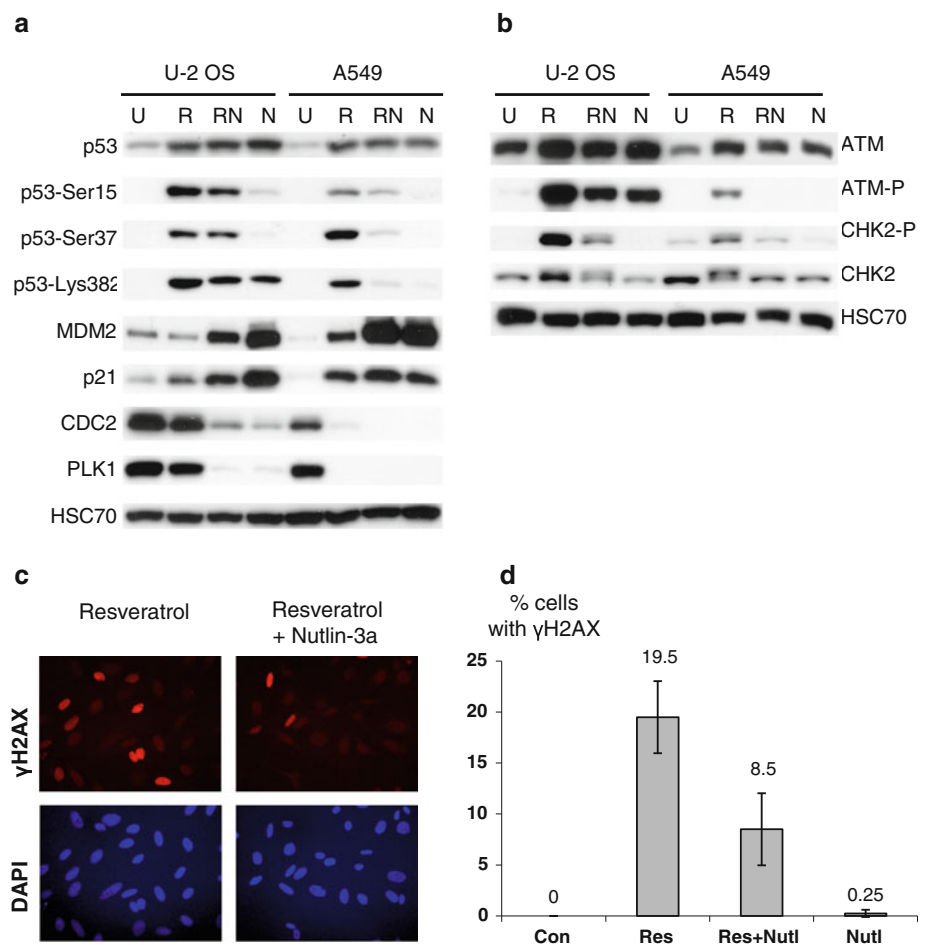 a
U-2 OS A549
U R RN N U R RN N
p53
p53-Ser15
p53-Ser37
p53-Lys382
MDM2
p21
CDC2
PLK1
HSC70
b
U-2 OS A549
U R RN N U R RN N
ATM
ATM-P
CHK2-P
CHK2
HSC70
c
Resveratrol
Resveratrol
+ Nutlin-3a
γH2AX
DAPI
d
% cells
with γH2AX
25
20
15
10
5
0
0
19.5
8.5
0.25
Con Res Res+Nutl Nutl